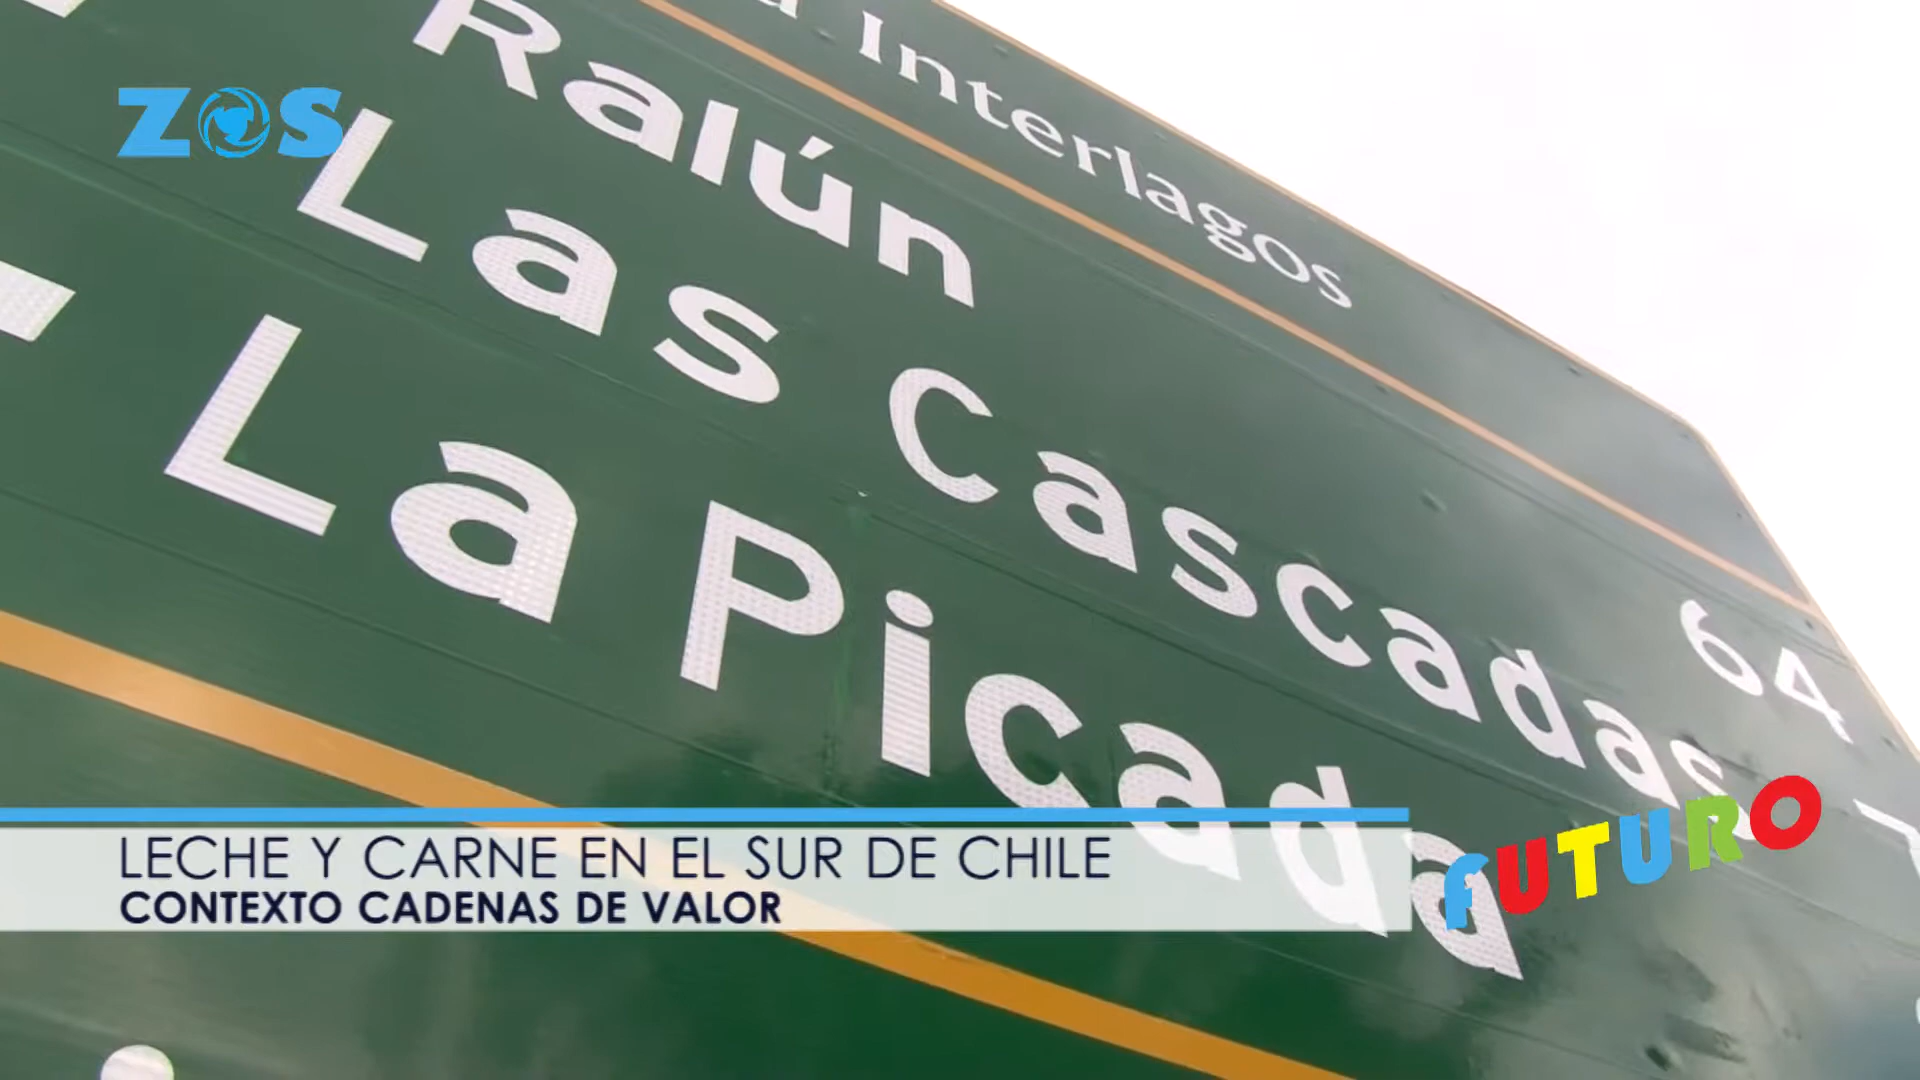 Interlagos
Ralún
64
Las Cascadas
La Picada
ZOS
LECHE Y CARNE EN EL SUR DE CHILE
CONTEXTO CADENAS DE VALOR
FUTURO